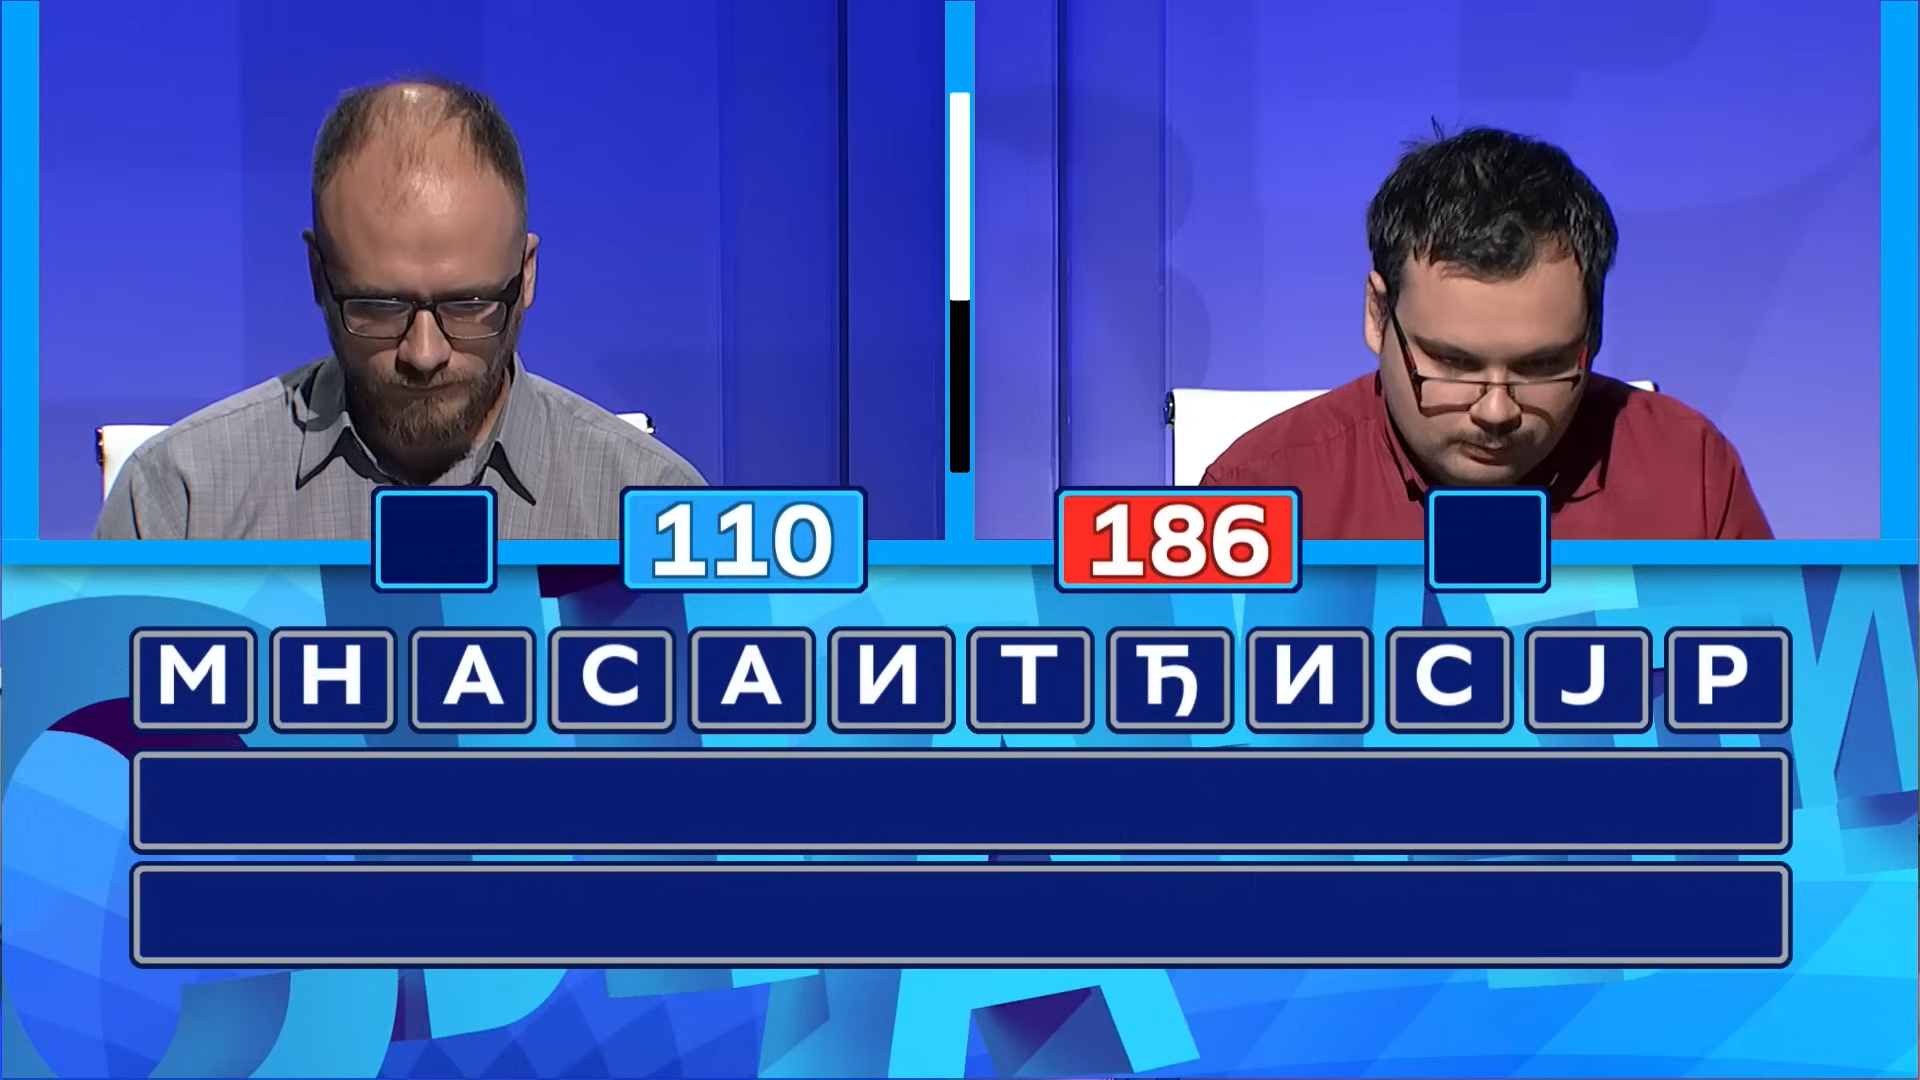 110 186
М Н А С А И Т Ђ И С Ј Р